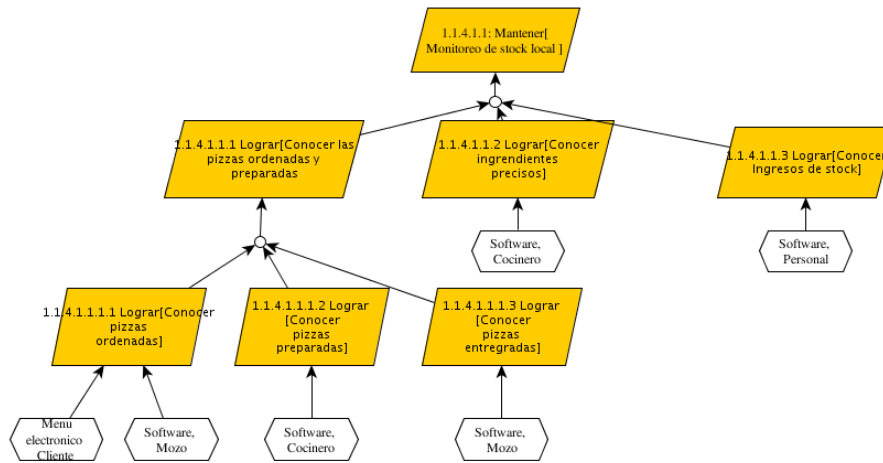 1.1.4.1.1: Mantener[
Monitoreo de stock local ]
1.1.4.1.1.1 Lograr[Conocer las
pizzas ordenadas y
preparadas
1.1.4.1.1.2 Lograr[Conocer
ingrendientes
precisos]
1.1.4.1.1.3 Lograr[Conocer
Ingresos de stock]
Software,
Cocinero
Software,
Personal
1.1.4.1.1.1.1 Lograr[Conocer
pizzas
ordenadas]
1.1.4.1.1.1.2 Lograr
[Conocer
pizzas
preparadas]
1.1.4.1.1.1.3 Lograr
[Conocer
pizzas
entregadas]
Menu
electronico
Cliente
Software,
Mozo
Software,
Cocinero
Software,
Mozo